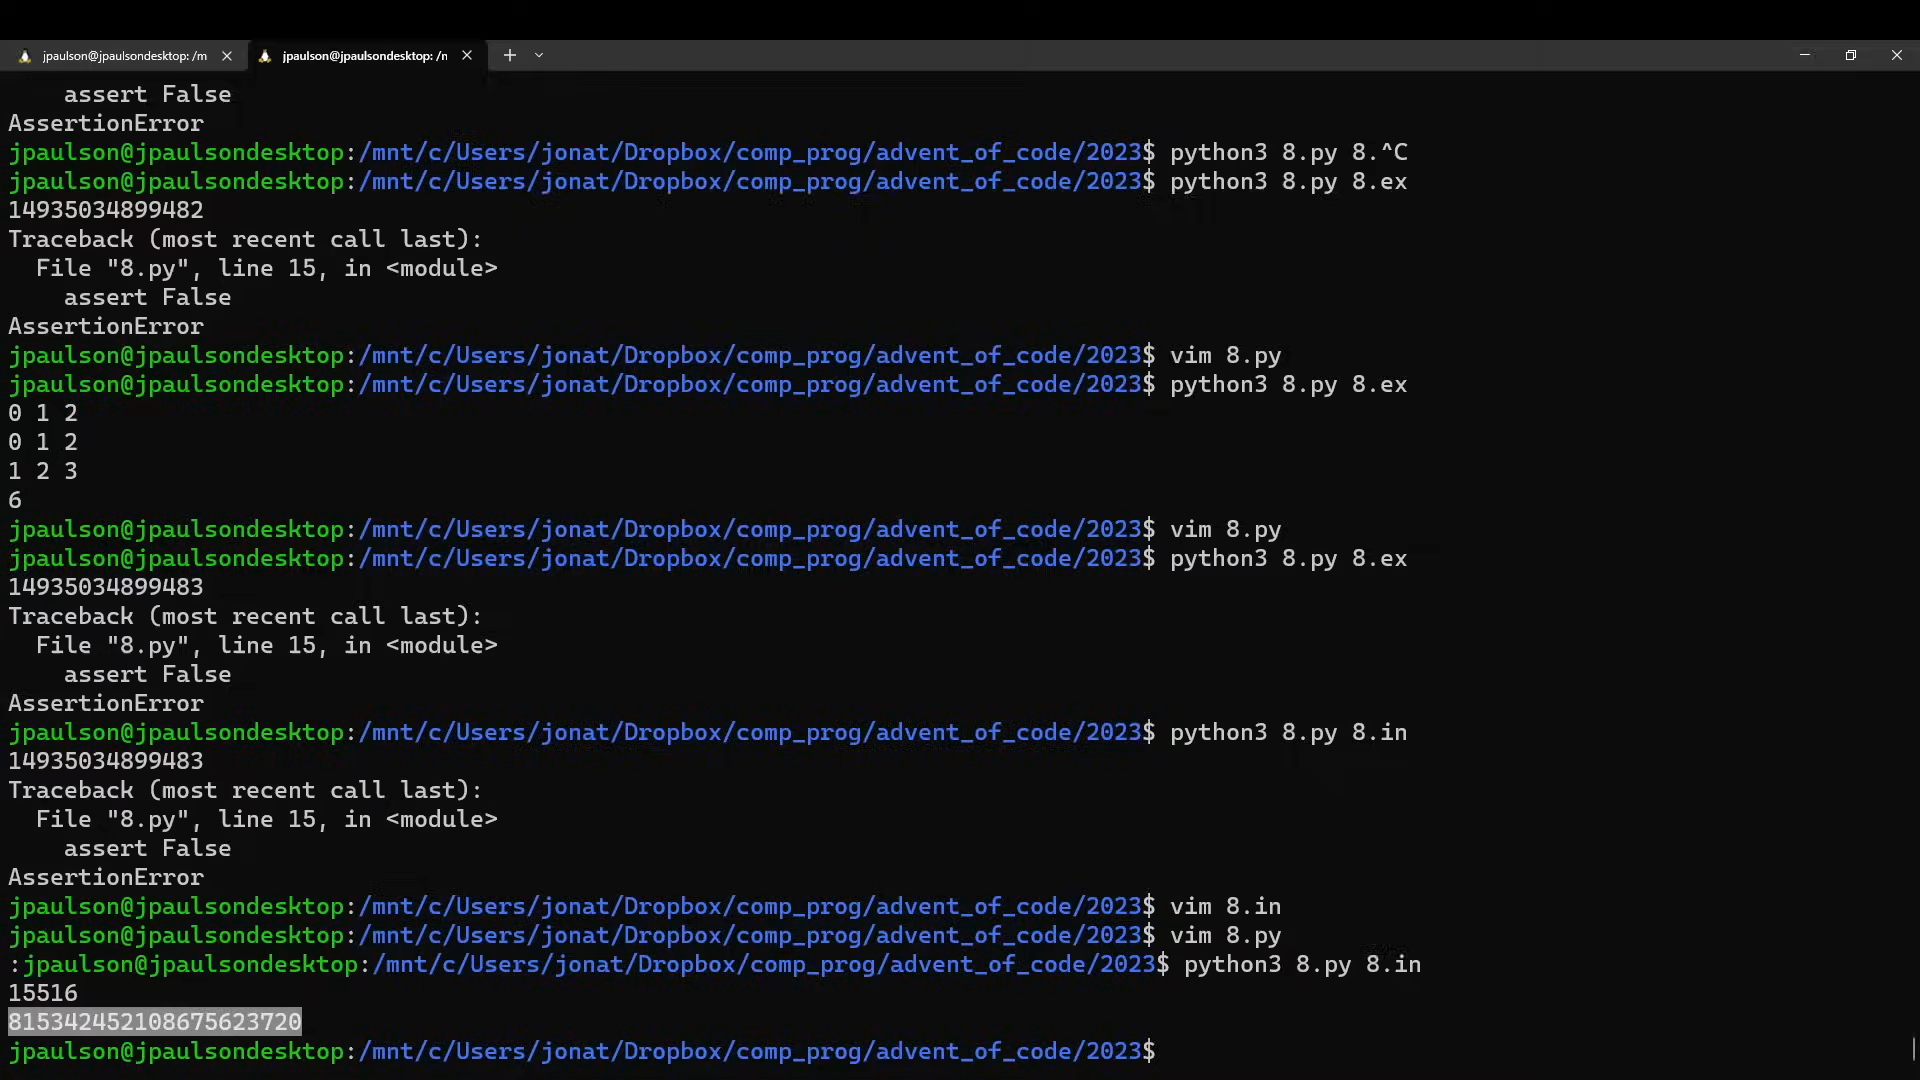 jpaulson@jpaulsondesktop: /m
jpaulson@jpaulsondesktop: /n
    assert False
AssertionError
jpaulson@jpaulsondesktop:/mnt/c/Users/jonat/Dropbox/comp_prog/advent_of_code/2023$ python3 8.py 8.^C
jpaulson@jpaulsondesktop:/mnt/c/Users/jonat/Dropbox/comp_prog/advent_of_code/2023$ python3 8.py 8.ex
14935034899482
Traceback (most recent call last):
  File "8.py", line 15, in <module>
    assert False
AssertionError
jpaulson@jpaulsondesktop:/mnt/c/Users/jonat/Dropbox/comp_prog/advent_of_code/2023$ vim 8.py
jpaulson@jpaulsondesktop:/mnt/c/Users/jonat/Dropbox/comp_prog/advent_of_code/2023$ python3 8.py 8.ex
0 1 2
0 1 2
1 2 3
6
jpaulson@jpaulsondesktop:/mnt/c/Users/jonat/Dropbox/comp_prog/advent_of_code/2023$ vim 8.py
jpaulson@jpaulsondesktop:/mnt/c/Users/jonat/Dropbox/comp_prog/advent_of_code/2023$ python3 8.py 8.ex
14935034899483
Traceback (most recent call last):
  File "8.py", line 15, in <module>
    assert False
AssertionError
jpaulson@jpaulsondesktop:/mnt/c/Users/jonat/Dropbox/comp_prog/advent_of_code/2023$ python3 8.py 8.in
14935034899483
Traceback (most recent call last):
  File "8.py", line 15, in <module>
    assert False
AssertionError
jpaulson@jpaulsondesktop:/mnt/c/Users/jonat/Dropbox/comp_prog/advent_of_code/2023$ vim 8.in
jpaulson@jpaulsondesktop:/mnt/c/Users/jonat/Dropbox/comp_prog/advent_of_code/2023$ vim 8.py
:jpaulson@jpaulsondesktop:/mnt/c/Users/jonat/Dropbox/comp_prog/advent_of_code/2023$ python3 8.py 8.in
15516
815342452108675623720
jpaulson@jpaulsondesktop:/mnt/c/Users/jonat/Dropbox/comp_prog/advent_of_code/2023$